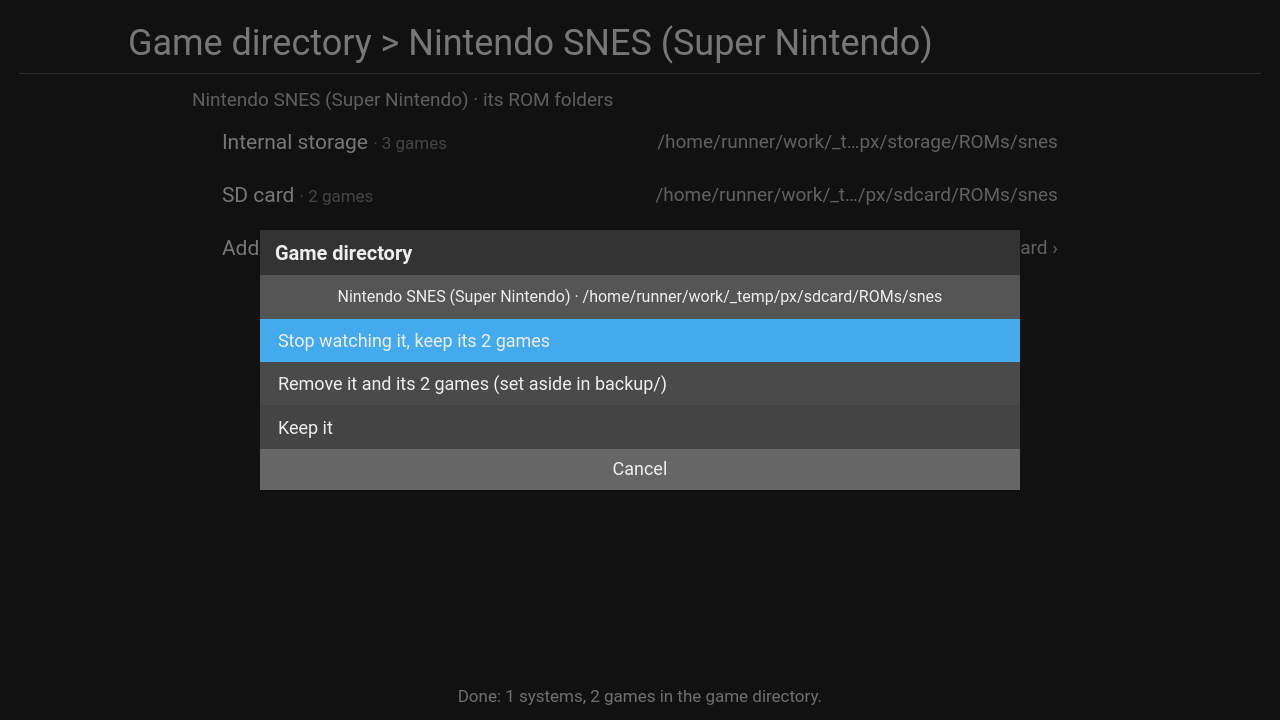 Game directory > Nintendo SNES (Super Nintendo)
Nintendo SNES (Super Nintendo) · its ROM folders
Internal storage · 3 games /home/runner/work/_t…px/storage/ROMs/snes
SD card · 2 games /home/runner/work/_t…/px/sdcard/ROMs/snes
Add ard ›
Game directory
Nintendo SNES (Super Nintendo) · /home/runner/work/_temp/px/sdcard/ROMs/snes
Stop watching it, keep its 2 games
Remove it and its 2 games (set aside in backup/)
Keep it
Cancel
Done: 1 systems, 2 games in the game directory.